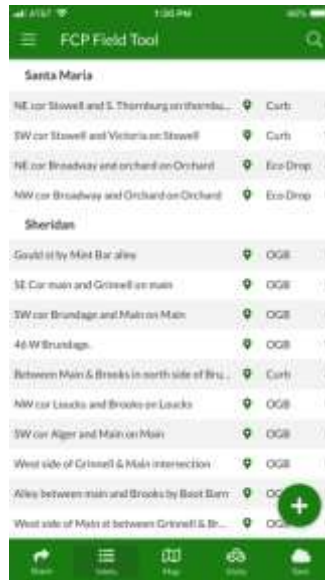 AT&T 1:35 PM
FCP Field Tool
Santa Maria
NE cor Stowell and S. Thornburg on thornbu... Curb
SW cor Stowell and Victoria on Stowell Curb
NE cor Broadway and orchard on Orchard Eco Drop
NW cor Broadway and Orchard on Orchard Eco Drop
Sheridan
Gould st by Mint Bar alley OGB
SE Cor main and Grinnell on main OGB
SW cor Brundage and Main on Main OGB
46 W Brundage. OGB
Between Main & Brooks in north side of Bru... Curb
NW cor Loucks and Brooks on Loucks OGB
SW cor Alger and Main on Main OGB
West side of Grinnell & Main intersection OGB
Alley between main and Brooks by Boot Barn
West side of Main st between Grinnell & Br... OGB
Map